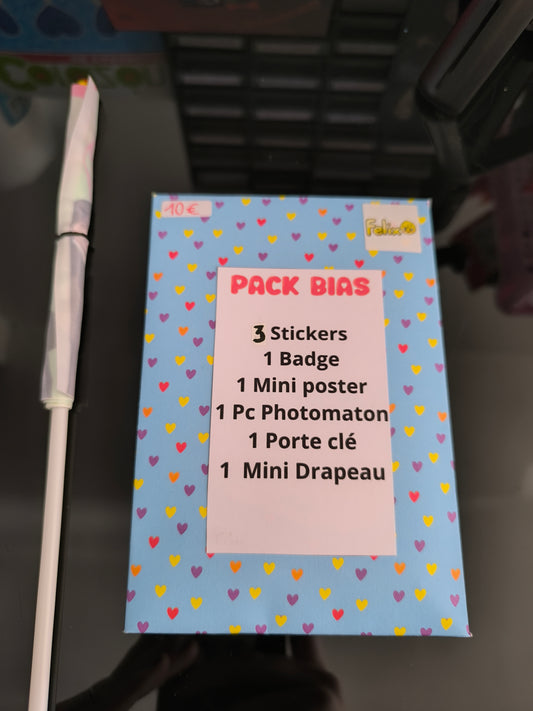 10€
Felix
PACK BIAS
3 Stickers
1 Badge
1 Mini poster
1 Pc Photomaton
1 Porte clé
1 Mini Drapeau